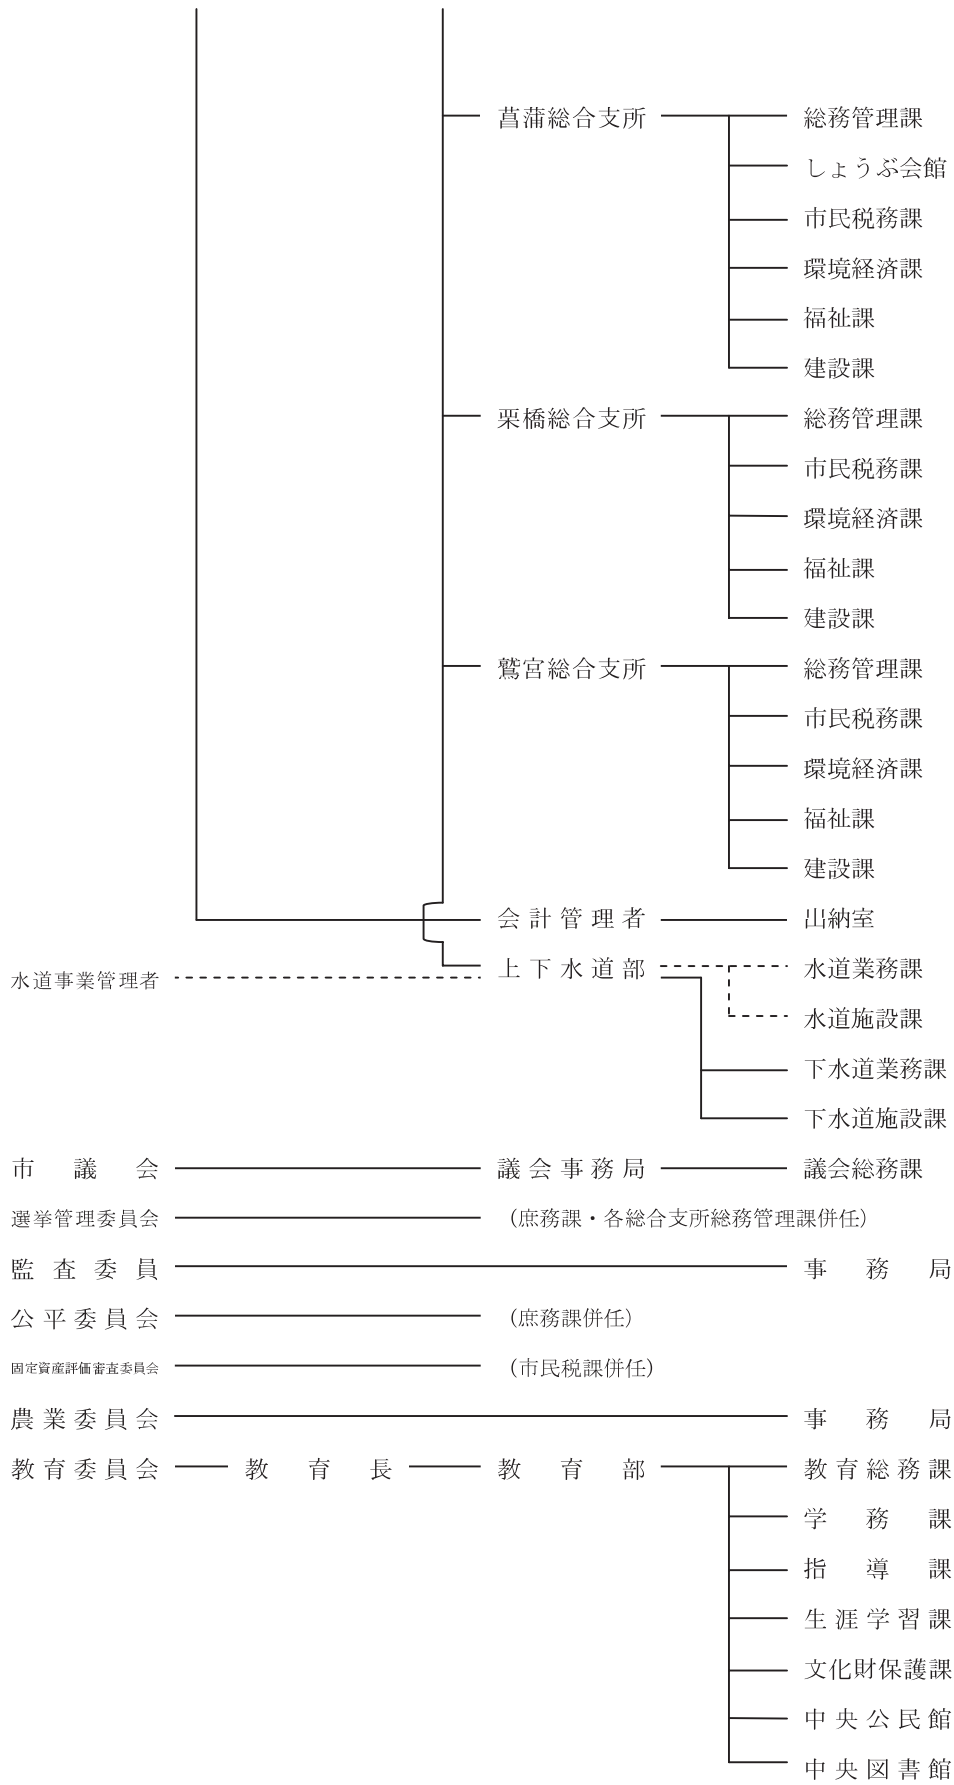 菖蒲総合支所 総務管理課
しょうぶ会館
市民税務課
環境経済課
福祉課
建設課
栗橋総合支所 総務管理課
市民税務課
環境経済課
福祉課
建設課
鷲宮総合支所 総務管理課
市民税務課
環境経済課
福祉課
建設課
会計管理者 出納室
水道事業管理者 上下水道部 水道業務課
水道施設課
下水道業務課
下水道施設課
市議会 議会事務局 議会総務課
選挙管理委員会 (庶務課・各総合支所総務管理課併任)
監査委員 事務局
公平委員会 (庶務課併任)
固定資産評価審査委員会 (市民税課併任)
農業委員会 事務局
教育委員会 教育長 教育部 教育総務課
学務課
指導課
生涯学習課
文化財保護課
中央公民館
中央図書館